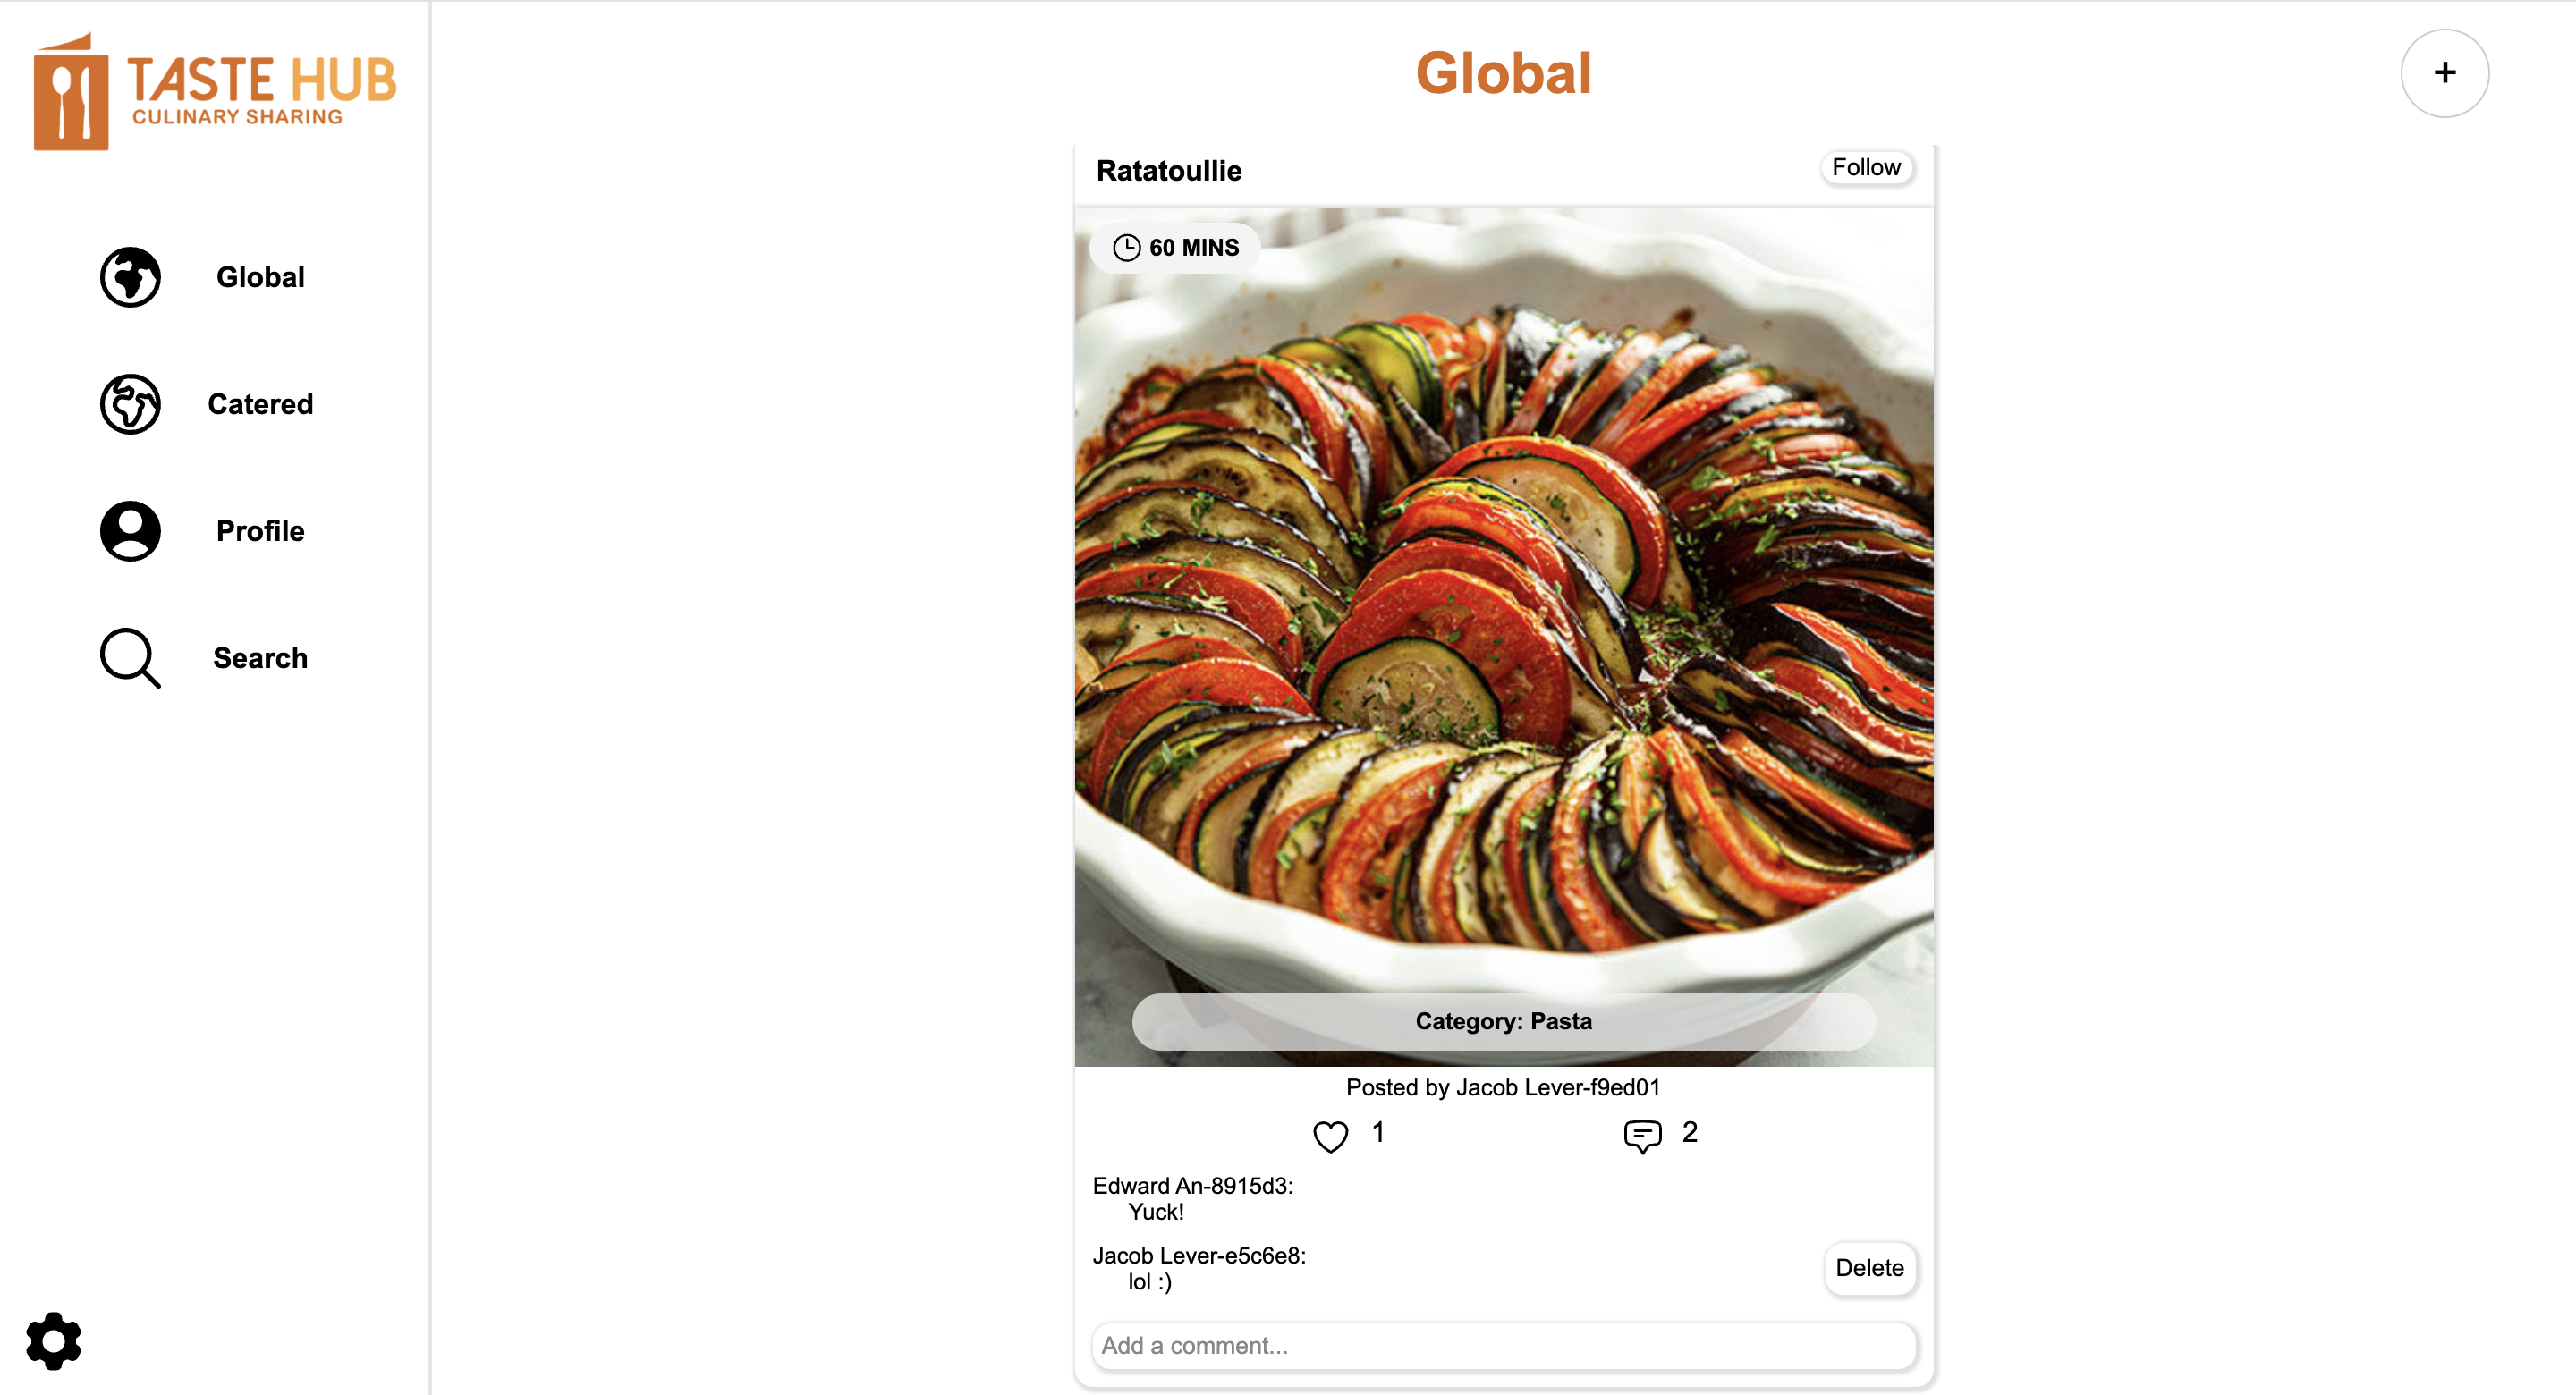 TASTE HUB
CULINARY SHARING
Global
Catered
Profile
Search
Global
+
Ratatoullie
Follow
60 MINS
Category: Pasta
Posted by Jacob Lever-f9ed01
1
2
Edward An-8915d3:
Yuck!
Jacob Lever-e5c6e8:
lol :)
Delete
Add a comment...